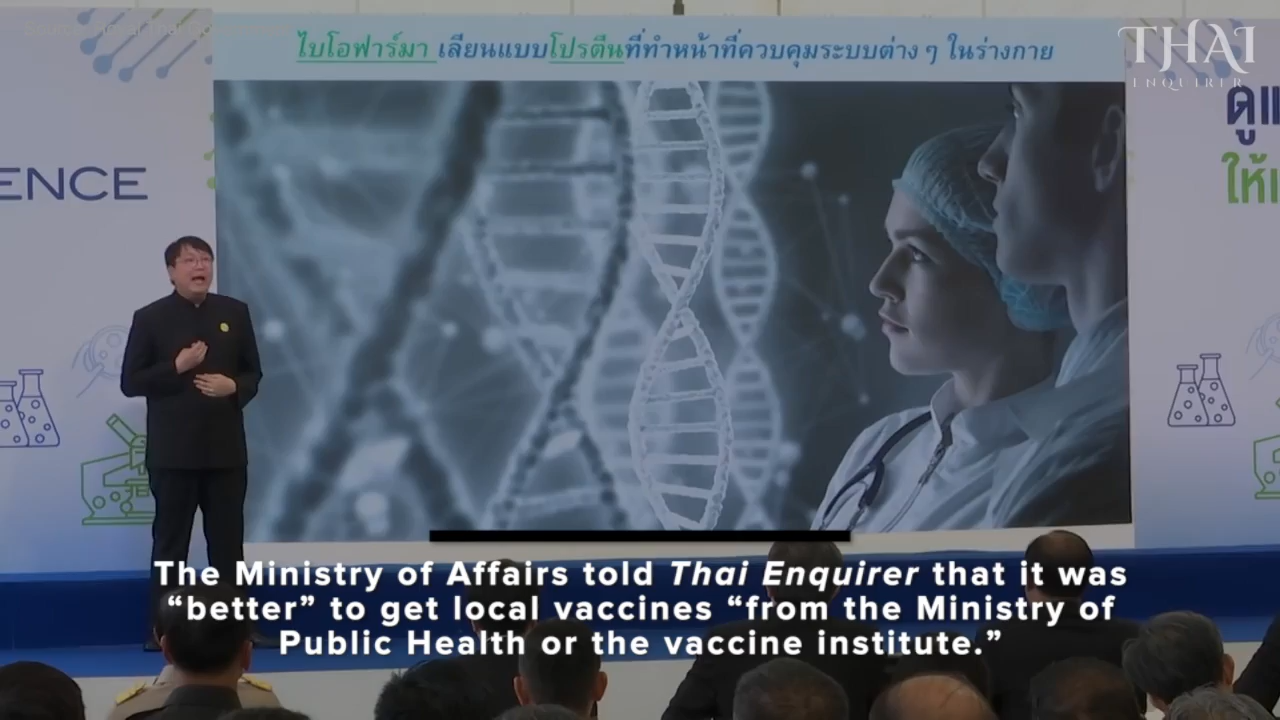 ไบโอฟาร์มา เลียนแบบโปรตีนที่ทำหน้าที่ควบคุมระบบต่าง ๆ ในร่างกาย
THAI
ENQUIRER
ENCE
The Ministry of Affairs told Thai Enquirer that it was
“better” to get local vaccines “from the Ministry of
Public Health or the vaccine institute.”